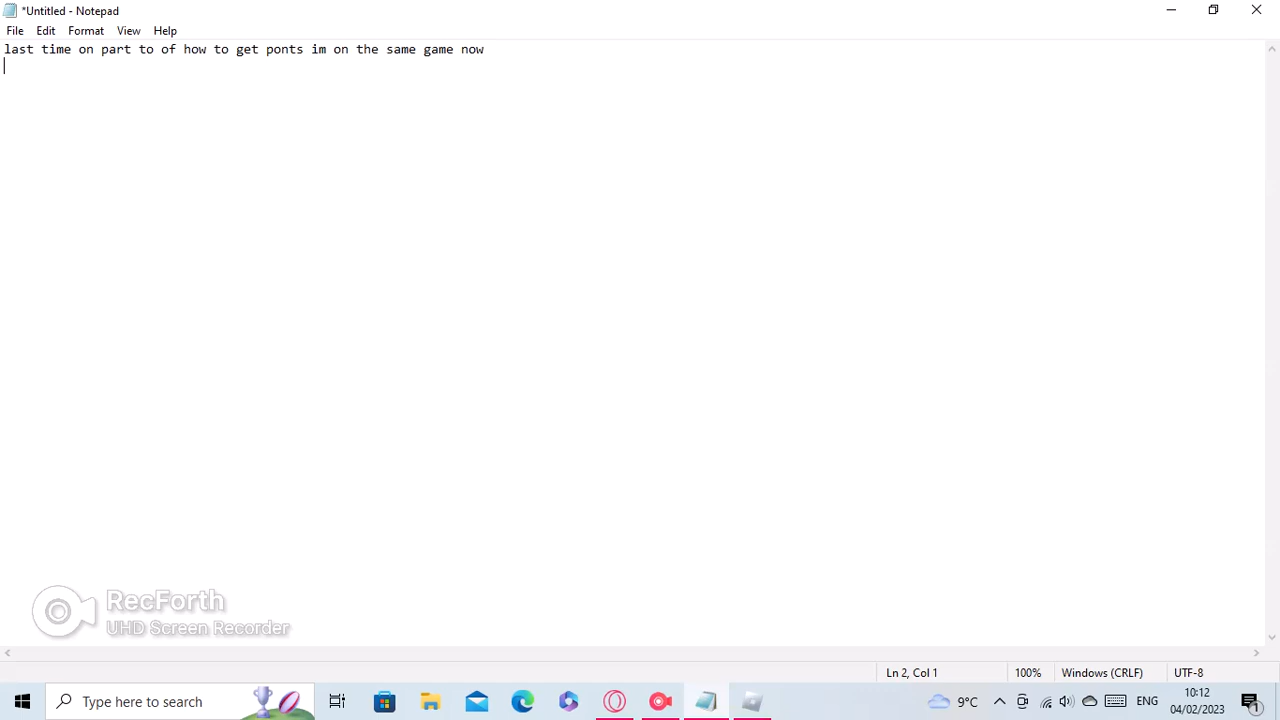 *Untitled - Notepad
File Edit Format View Help
last time on part to of how to get ponts im on the same game now
RecForth
UHD Screen Recorder
Ln 2, Col 1 100% Windows (CRLF) UTF-8
Type here to search 9°C ENG 10:12
04/02/2023 1